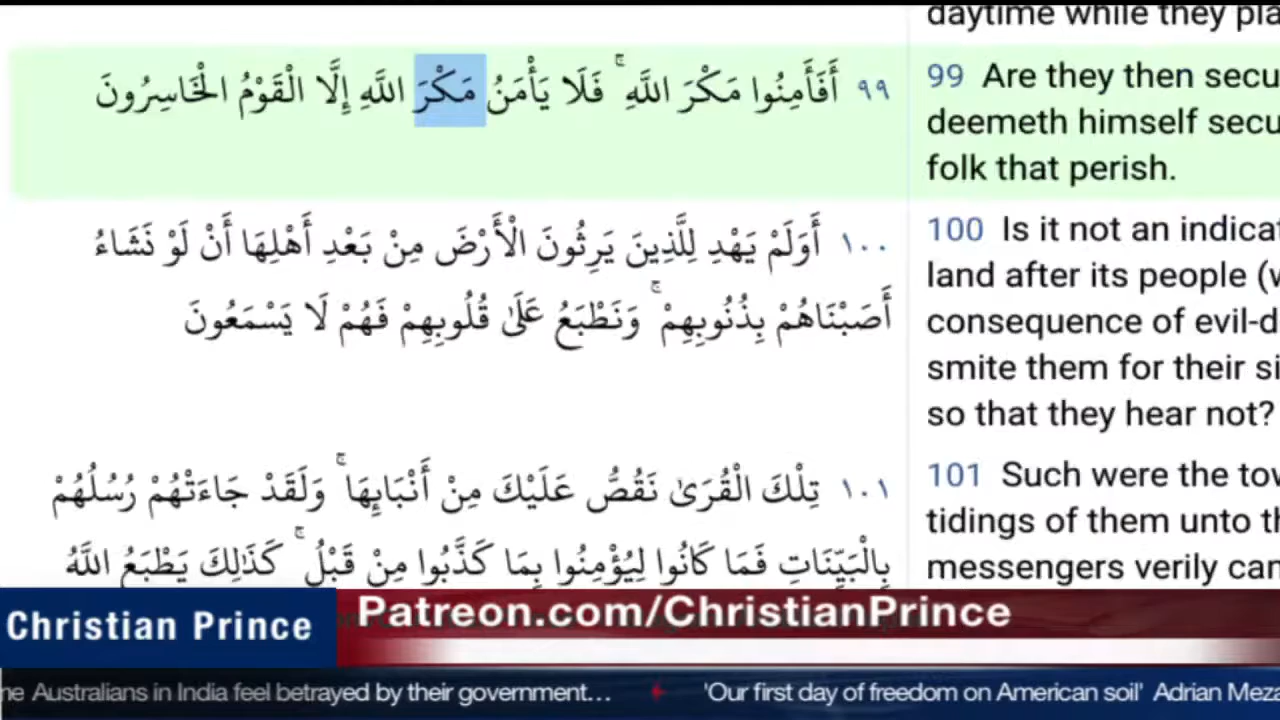 daytime while they pla
٩٩ أَفَأَمِنُوا مَكْرَ اللَّهِ ۚ فَلَا يَأْمَنُ مَكْرَ اللَّهِ إِلَّا الْقَوْمُ الْخَاسِرُونَ
99 Are they then secu
deemeth himself secu
folk that perish.
١٠٠ أَوَلَمْ يَهْدِ لِلَّذِينَ يَرِثُونَ الْأَرْضَ مِنْ بَعْدِ أَهْلِهَا أَنْ لَوْ نَشَاءُ
أَصَبْنَاهُمْ بِذُنُوبِهِمْ ۚ وَنَطْبَعُ عَلَىٰ قُلُوبِهِمْ فَهُمْ لَا يَسْمَعُونَ
100 Is it not an indica
land after its people (
consequence of evil-d
smite them for their si
so that they hear not?
١٠١ تِلْكَ الْقُرَىٰ نَقُصُّ عَلَيْكَ مِنْ أَنْبَائِهَا ۚ وَلَقَدْ جَاءَتْهُمْ رُسُلُهُمْ
بِالْبَيِّنَاتِ فَمَا كَانُوا لِيُؤْمِنُوا بِمَا كَذَّبُوا مِنْ قَبْلُ ۚ كَذَٰلِكَ يَطْبَعُ اللَّهُ
101 Such were the tow
tidings of them unto th
messengers verily cam
Christian Prince
Patreon.com/ChristianPrince
ne Australians in India feel betrayed by their government... 'Our first day of freedom on American soil' Adrian Meza